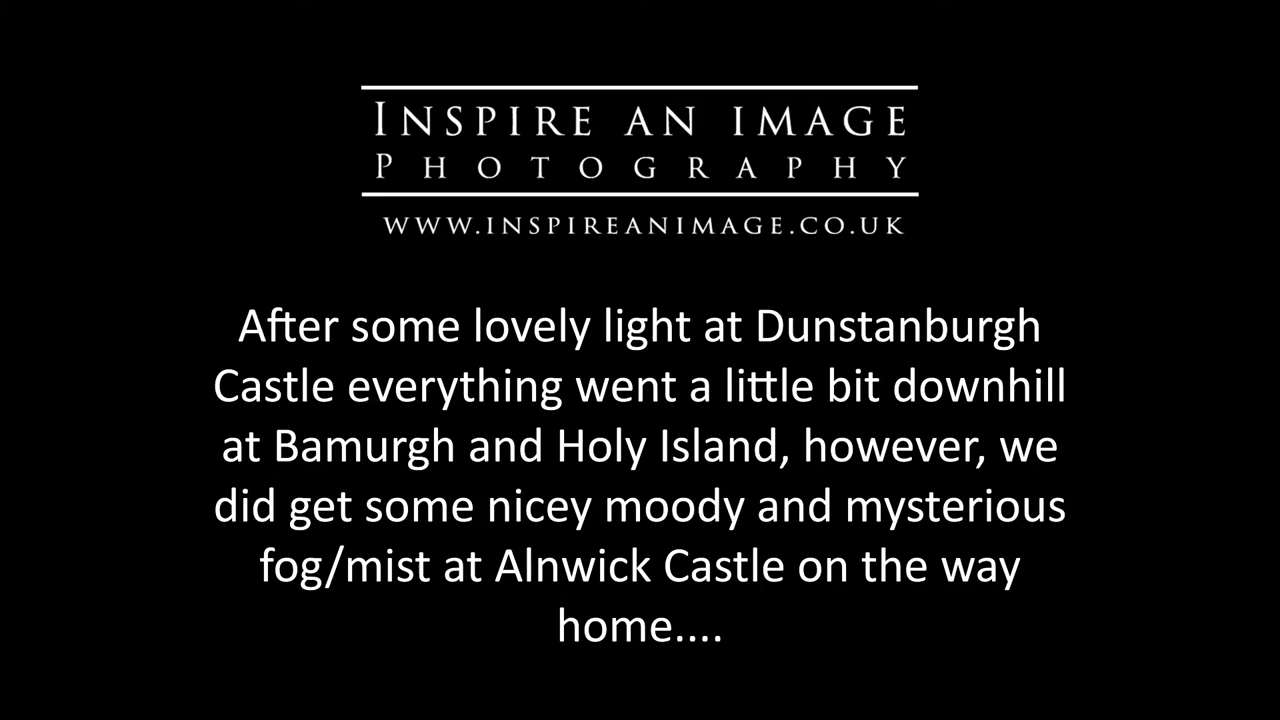 INSPIRE AN IMAGE
PHOTOGRAPHY
WWW.INSPIREANIMAGE.CO.UK
After some lovely light at Dunstanburgh
Castle everything went a little bit downhill
at Bamurgh and Holy Island, however, we
did get some nicey moody and mysterious
fog/mist at Alnwick Castle on the way
home....